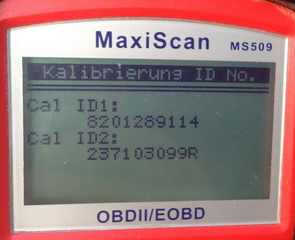 MaxiScan MS509
Kalibrierung ID No.
Cal ID1:
8201289114
Cal ID2:
237103099R
OBDII/EOBD